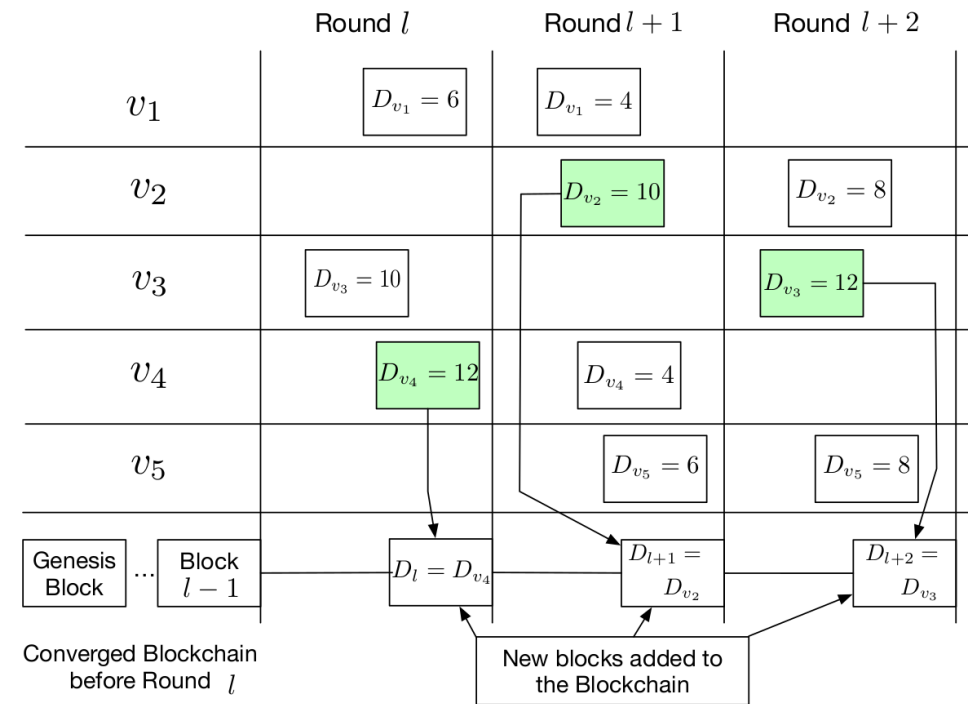 Round l Round l + 1 Round l + 2
v₁ D_{v₁} = 6 D_{v₁} = 4
v₂ D_{v₂} = 10 D_{v₂} = 8
v₃ D_{v₃} = 10 D_{v₃} = 12
v₄ D_{v₄} = 12 D_{v₄} = 4
v₅ D_{v₅} = 6 D_{v₅} = 8
Genesis
Block
...
Block
l − 1
D_l = D_{v₄}
D_{l+1} =
D_{v₂}
D_{l+2} =
D_{v₃}
Converged Blockchain
before Round l
New blocks added to
the Blockchain